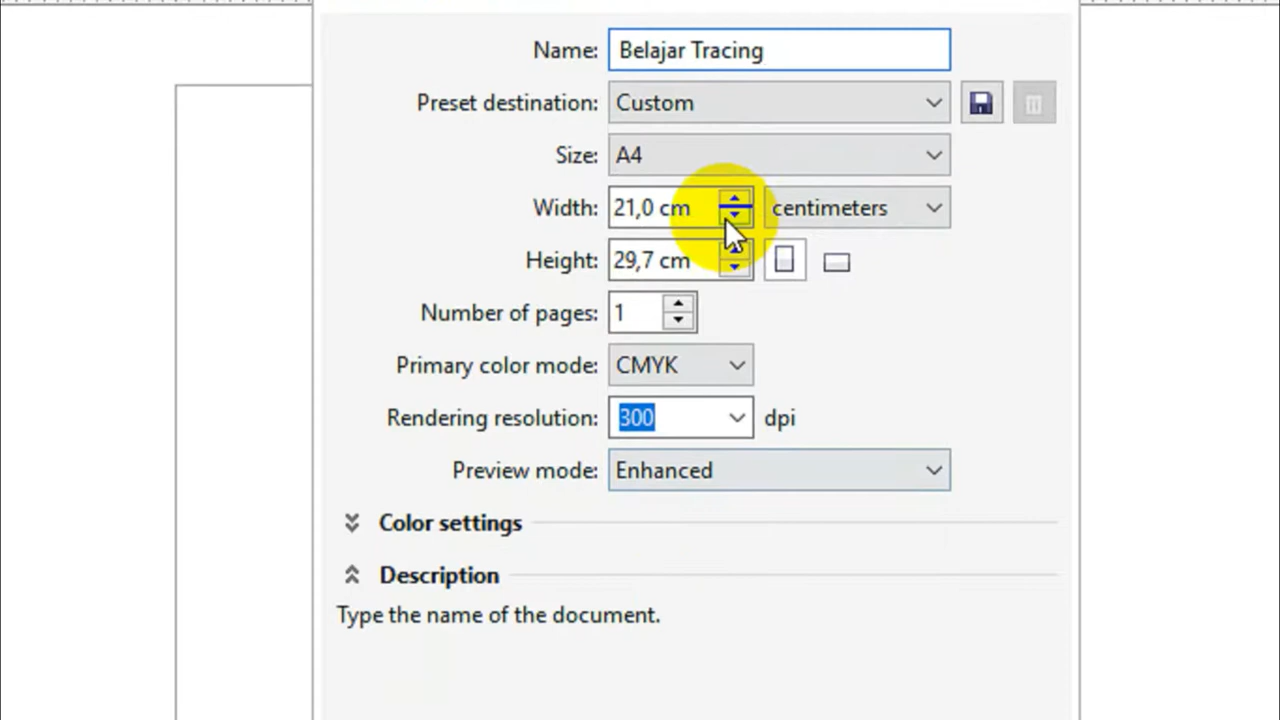 Name: Belajar Tracing
Preset destination: Custom
Size: A4
Width: 21,0 cm centimeters
Height: 29,7 cm
Number of pages: 1
Primary color mode: CMYK
Rendering resolution: 300 dpi
Preview mode: Enhanced
Color settings
Description
Type the name of the document.